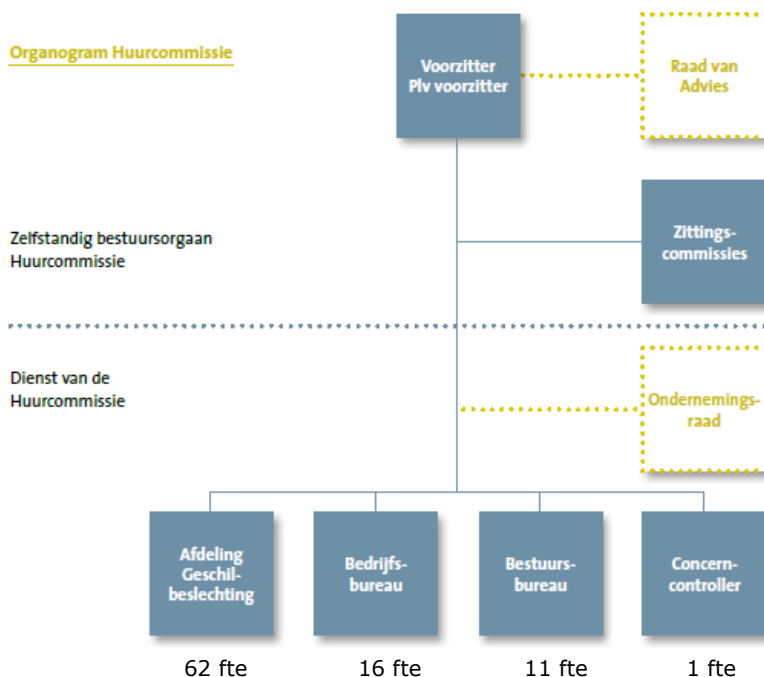 Organogram Huurcommissie
Voorzitter
Plv voorzitter
Raad van
Advies
Zelfstandig bestuursorgaan
Huurcommissie
Zittings-
commissies
Dienst van de
Huurcommissie
Ondernemings-
raad
Afdeling
Geschil-
beslechting
Bedrijfs-
bureau
Bestuurs-
bureau
Concern-
controller
62 fte
16 fte
11 fte
1 fte